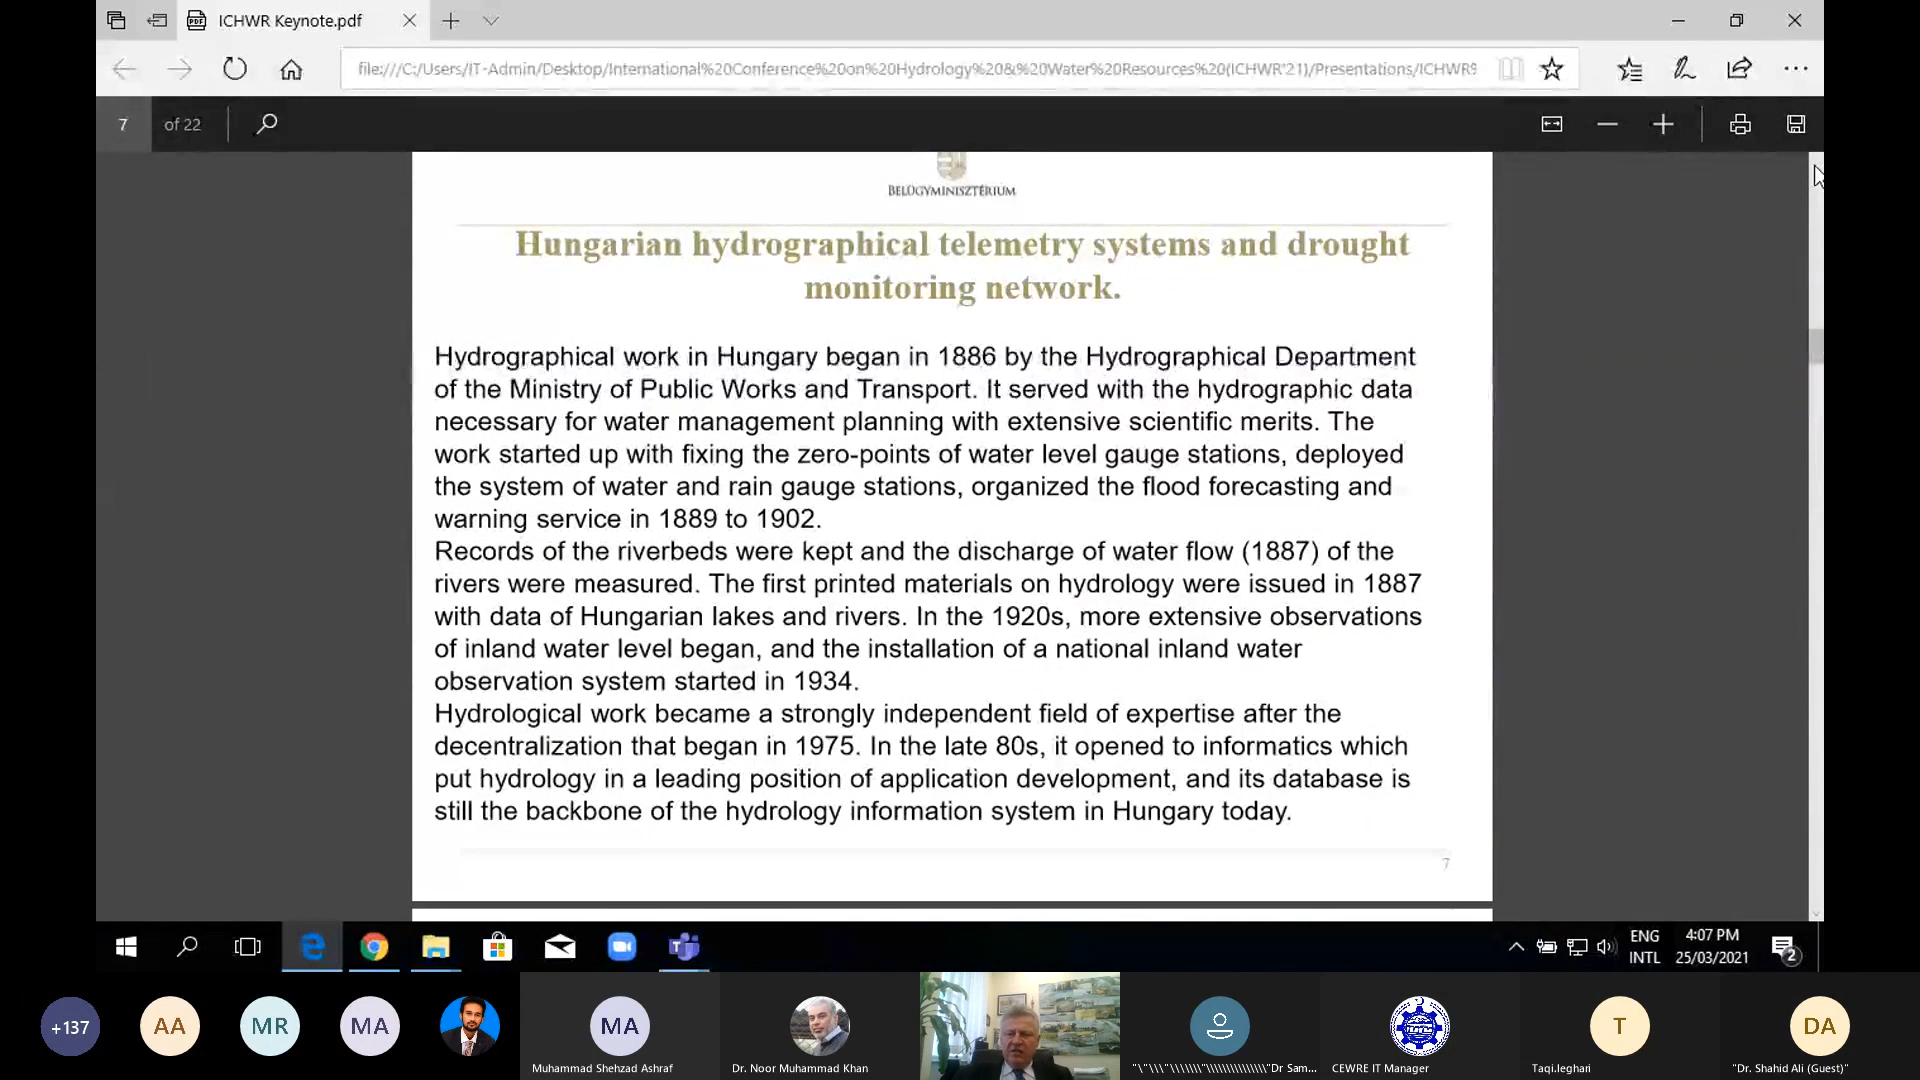 ICHWR Keynote.pdf
file:///C:/Users/IT-Admin/Desktop/International%20Conference%20on%20Hydrology%20&%20Water%20Resources%20(ICHWR'21)/Presentations/ICHWR%
7 of 22
BELÜGYMINISZTÉRIUM
Hungarian hydrographical telemetry systems and drought
monitoring network.
Hydrographical work in Hungary began in 1886 by the Hydrographical Department
of the Ministry of Public Works and Transport. It served with the hydrographic data
necessary for water management planning with extensive scientific merits. The
work started up with fixing the zero-points of water level gauge stations, deployed
the system of water and rain gauge stations, organized the flood forecasting and
warning service in 1889 to 1902.
Records of the riverbeds were kept and the discharge of water flow (1887) of the
rivers were measured. The first printed materials on hydrology were issued in 1887
with data of Hungarian lakes and rivers. In the 1920s, more extensive observations
of inland water level began, and the installation of a national inland water
observation system started in 1934.
Hydrological work became a strongly independent field of expertise after the
decentralization that began in 1975. In the late 80s, it opened to informatics which
put hydrology in a leading position of application development, and its database is
still the backbone of the hydrology information system in Hungary today.
7
ENG
INTL
4:07 PM
25/03/2021
2
+137
AA
MR
MA
MA
T
DA
Muhammad Shehzad Ashraf
Dr. Noor Muhammad Khan
"\"\\\"\\\\\\\"\\\\\\\\\\\\\\\"Dr Sam...
CEWRE IT Manager
Taqi.leghari
"Dr. Shahid Ali (Guest)"